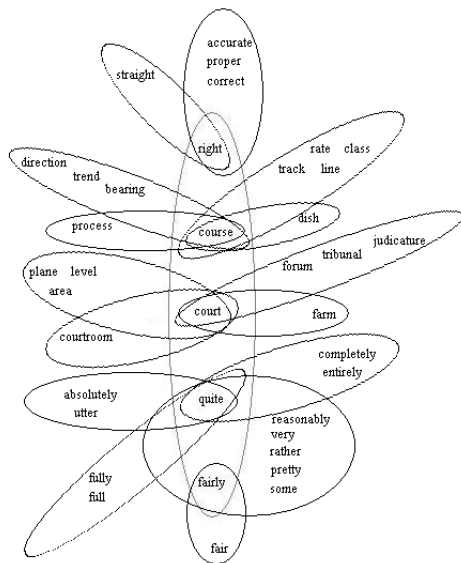 accurate
proper
straight
correct
right
rate class
direction
track line
trend
bearing
dish
process
course
judicature
tribunal
forum
plane level
area
court
farm
courtroom
completely
entirely
absolutely
quite
utter
reasonably
very
rather
pretty
fully
fairly
some
full
fair